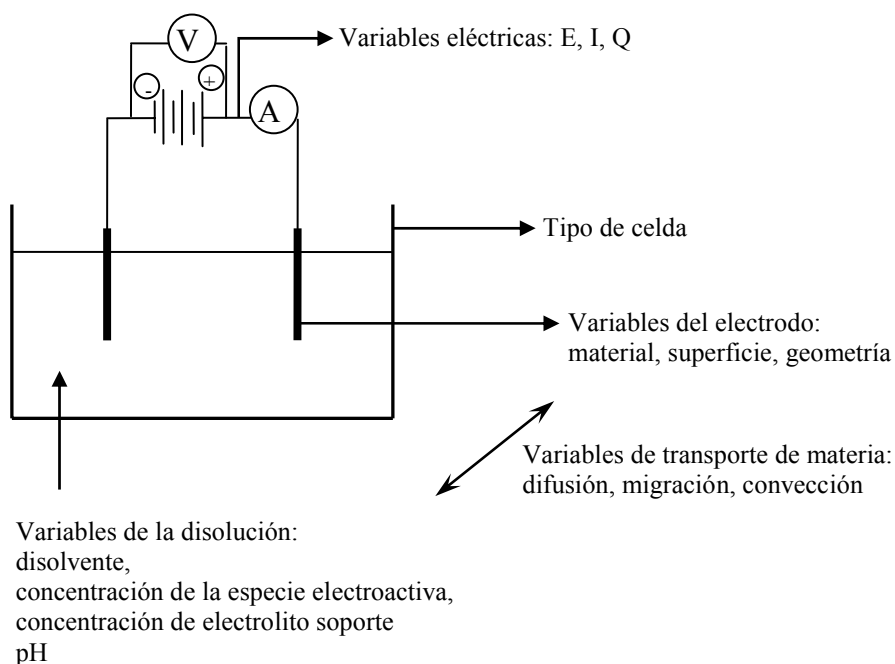 V
Variables eléctricas: E, I, Q
- +
A
Tipo de celda
Variables del electrodo:
material, superficie, geometría
Variables de transporte de materia:
difusión, migración, convección
Variables de la disolución:
disolvente,
concentración de la especie electroactiva,
concentración de electrolito soporte
pH